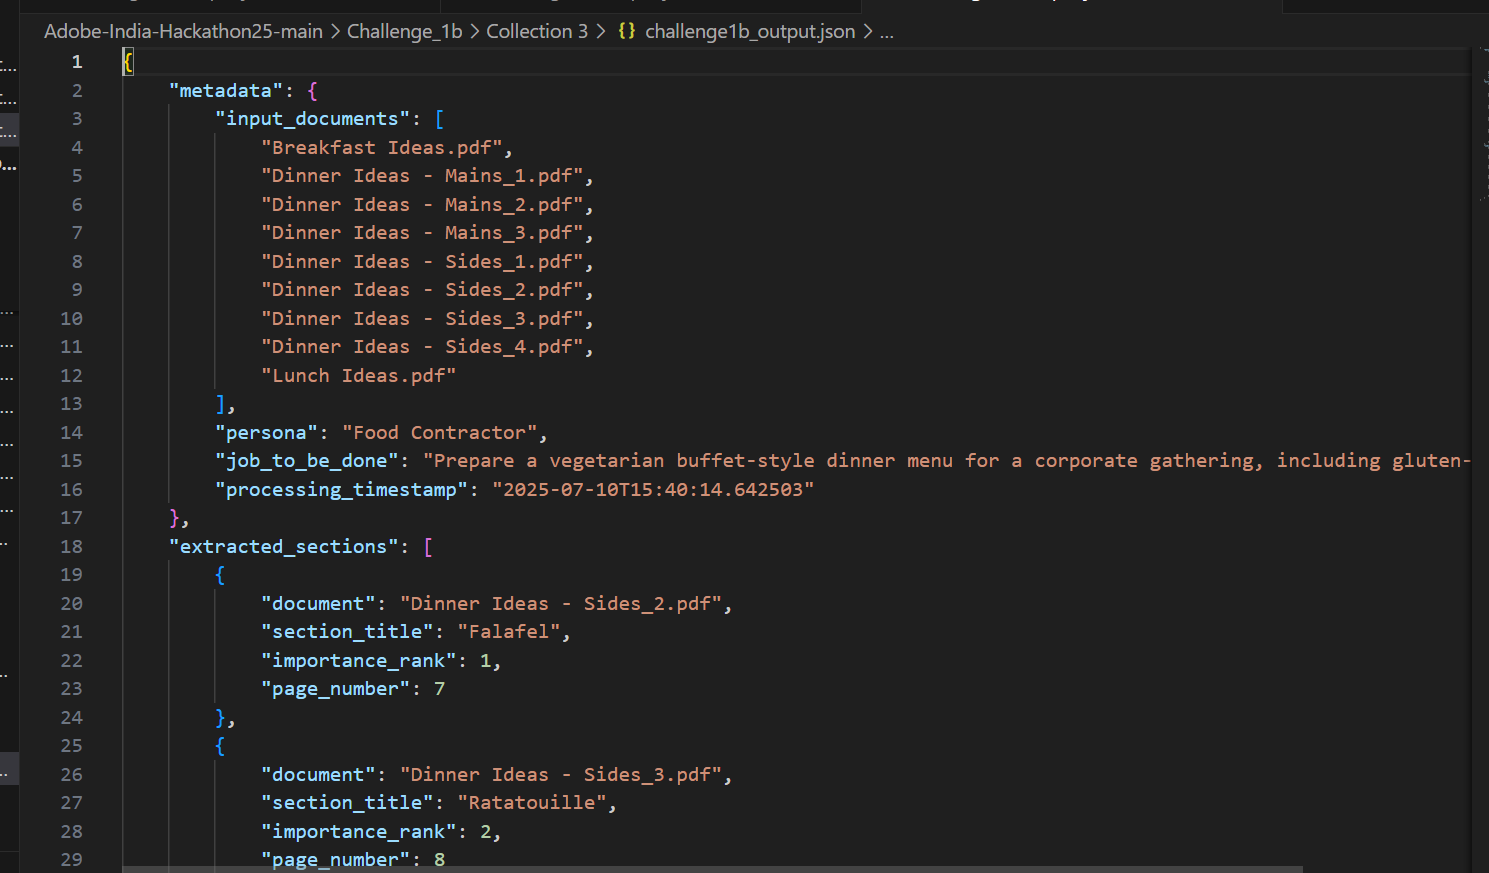 Adobe-India-Hackathon25-main > Challenge_1b > Collection 3 > {} challenge1b_output.json > ...
1 {
2 "metadata": {
3 "input_documents": [
4 "Breakfast Ideas.pdf",
5 "Dinner Ideas - Mains_1.pdf",
6 "Dinner Ideas - Mains_2.pdf",
7 "Dinner Ideas - Mains_3.pdf",
8 "Dinner Ideas - Sides_1.pdf",
9 "Dinner Ideas - Sides_2.pdf",
10 "Dinner Ideas - Sides_3.pdf",
11 "Dinner Ideas - Sides_4.pdf",
12 "Lunch Ideas.pdf"
13 ],
14 "persona": "Food Contractor",
15 "job_to_be_done": "Prepare a vegetarian buffet-style dinner menu for a corporate gathering, including gluten-
16 "processing_timestamp": "2025-07-10T15:40:14.642503"
17 },
18 "extracted_sections": [
19 {
20 "document": "Dinner Ideas - Sides_2.pdf",
21 "section_title": "Falafel",
22 "importance_rank": 1,
23 "page_number": 7
24 },
25 {
26 "document": "Dinner Ideas - Sides_3.pdf",
27 "section_title": "Ratatouille",
28 "importance_rank": 2,
29 "page_number": 8